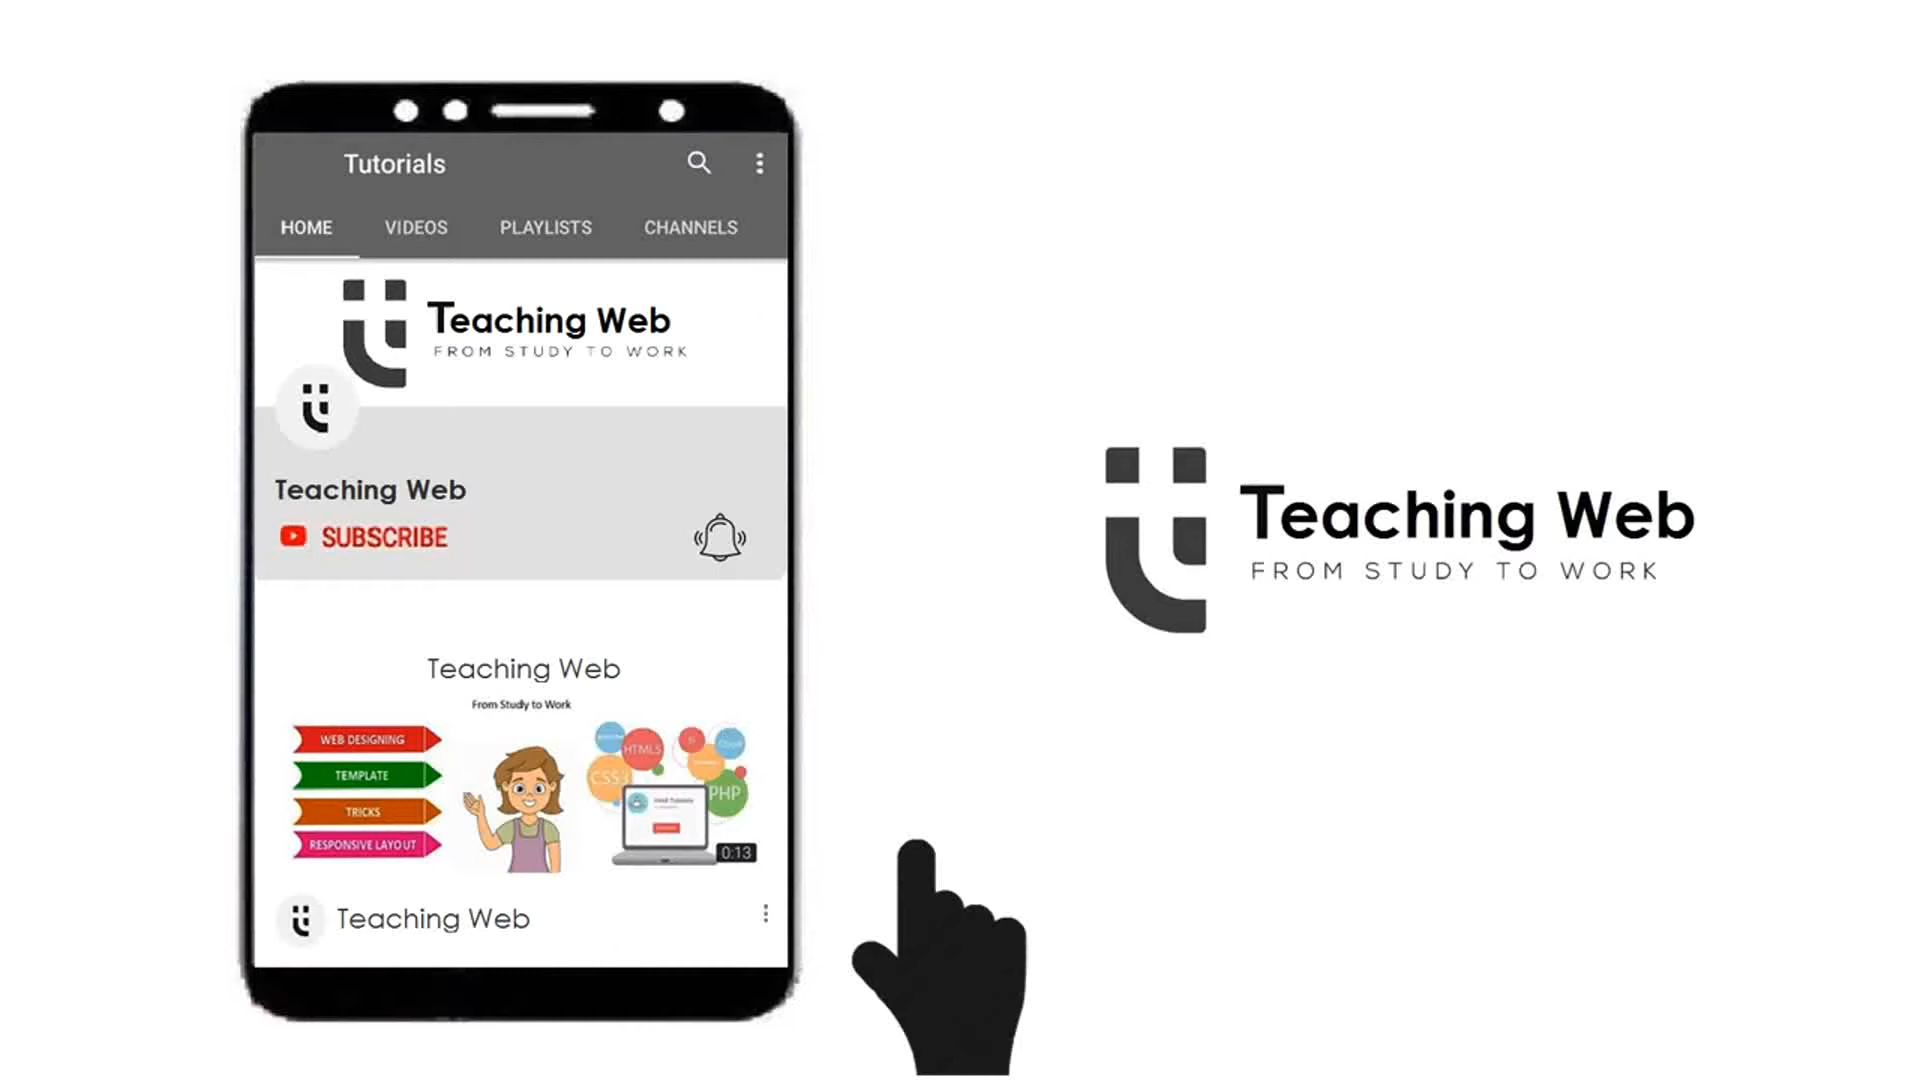 Tutorials
HOME VIDEOS PLAYLISTS CHANNELS
Teaching Web
FROM STUDY TO WORK
Teaching Web
SUBSCRIBE
Teaching Web
From Study to Work
WEB DESIGNING
TEMPLATE
TRICKS
RESPONSIVE LAYOUT
HTML5
CSS3
PHP
0:13
Teaching Web
Teaching Web
FROM STUDY TO WORK